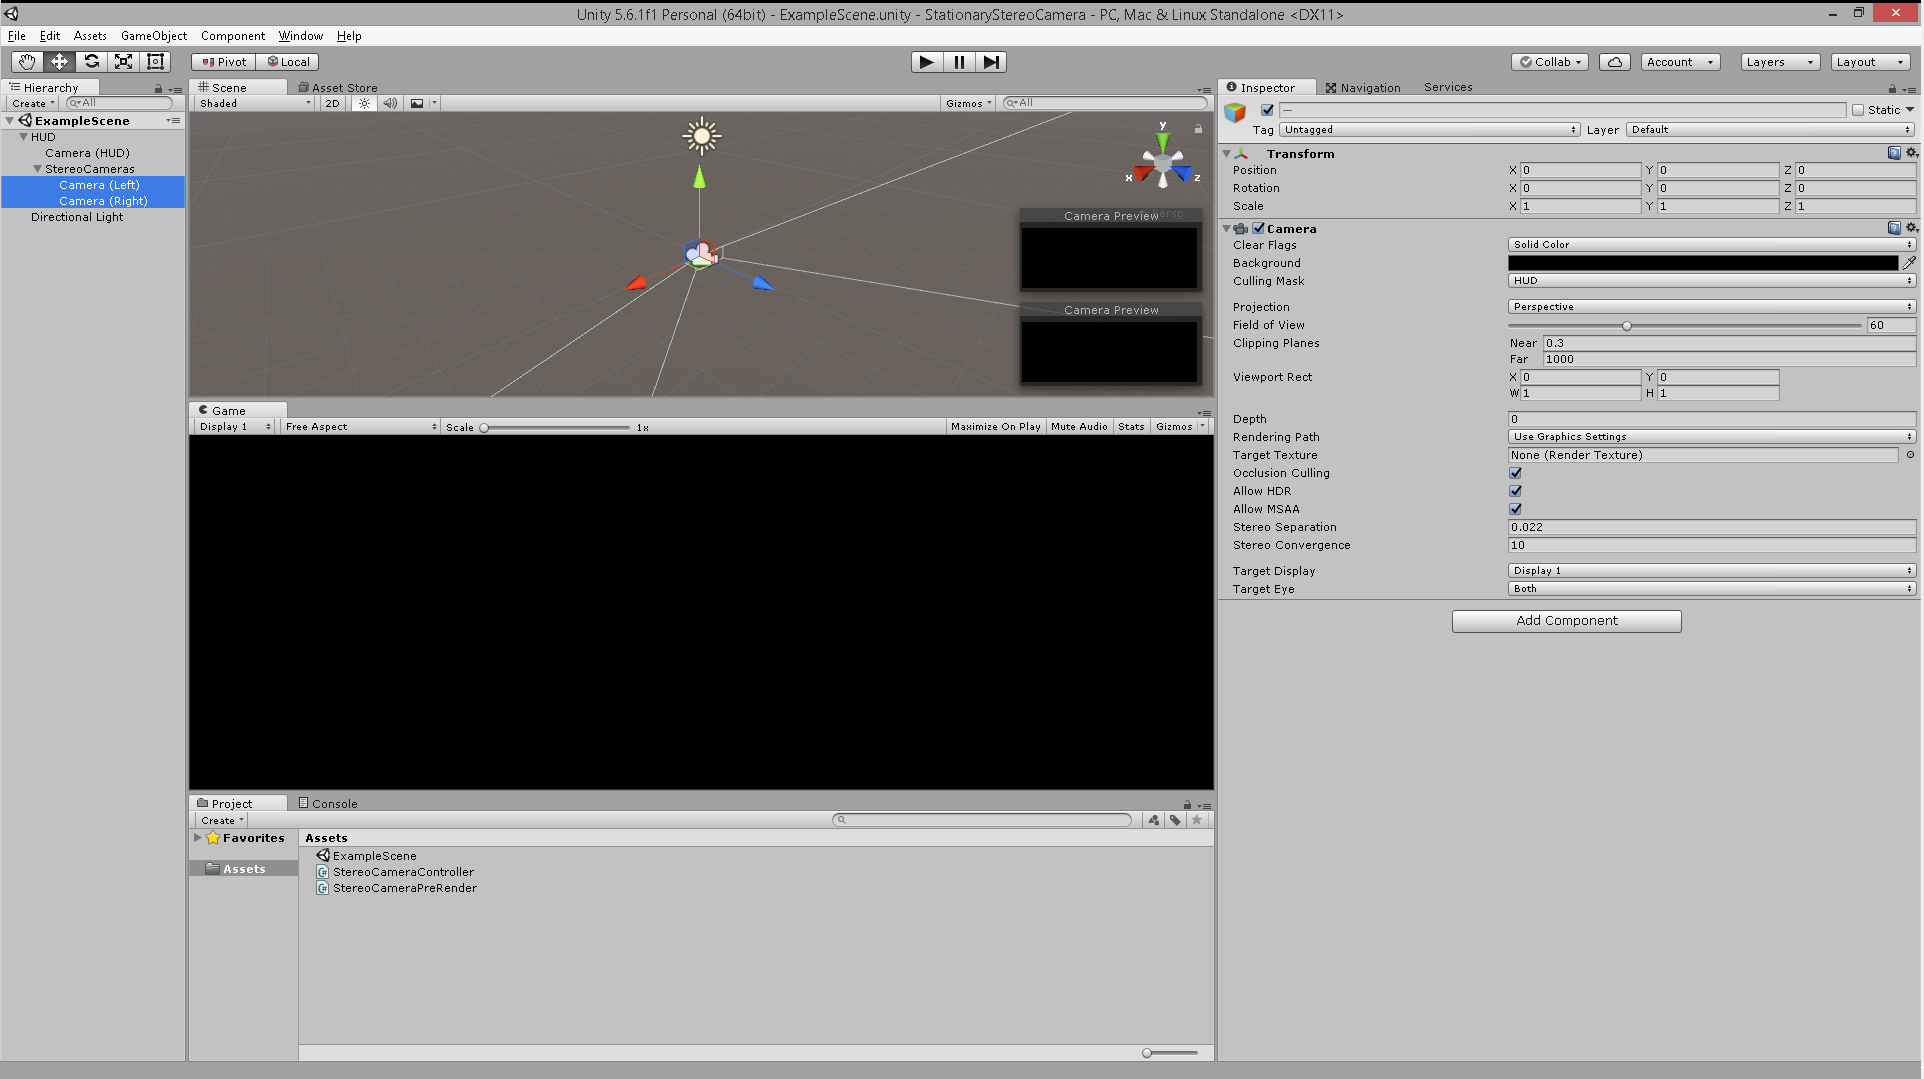 Unity 5.6.1f1 Personal (64bit) - ExampleScene.unity - StationaryStereoCamera - PC, Mac & Linux Standalone <DX11>
File Edit Assets GameObject Component Window Help
Pivot Local Collab Account Layers Layout
Hierarchy
Create All
ExampleScene
HUD
Camera (HUD)
StereoCameras
Camera (Left)
Camera (Right)
Directional Light
Scene Asset Store
Shaded 2D Gizmos All
y
x z
Persp
Camera Preview
Camera Preview
Game
Display 1 Free Aspect Scale 1x Maximize On Play Mute Audio Stats Gizmos
Project Console
Create
Favorites
Assets
Assets
ExampleScene
StereoCameraController
StereoCameraPreRender
Inspector Navigation Services
— Static
Tag Untagged Layer Default
Transform
Position X 0 Y 0 Z 0
Rotation X 0 Y 0 Z 0
Scale X 1 Y 1 Z 1
Camera
Clear Flags Solid Color
Background
Culling Mask HUD
Projection Perspective
Field of View 60
Clipping Planes Near 0.3
Far 1000
Viewport Rect X 0 Y 0
W 1 H 1
Depth 0
Rendering Path Use Graphics Settings
Target Texture None (Render Texture)
Occlusion Culling
Allow HDR
Allow MSAA
Stereo Separation 0.022
Stereo Convergence 10
Target Display Display 1
Target Eye Both
Add Component